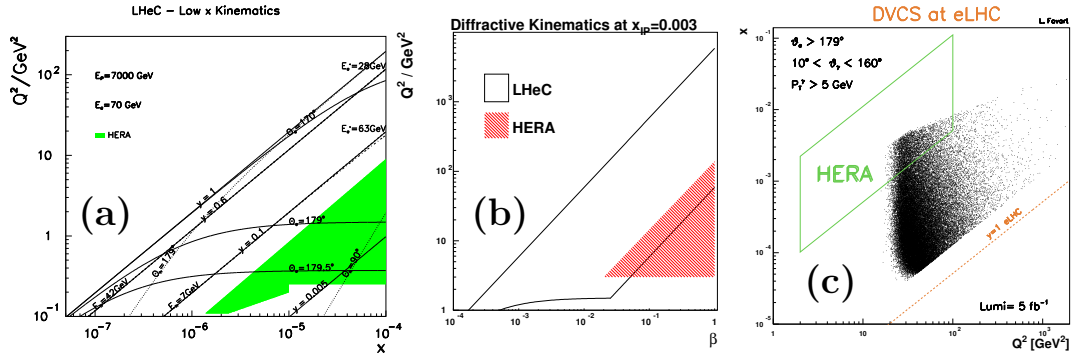 LHeC − Low x Kinematics
Q²/GeV²
10²
10
1
10⁻¹
E_P=7000 GeV
E_e=70 GeV
HERA
(a)
E_e'=28GeV
Θ_e=170°
E_e'=63GeV
y = 1
y = 0.6
Θ_e=179°
y = 0.1
Θ_e=179.5°
E_e'=42GeV
E_e'=7GeV
y = 0.005
10⁻⁷
10⁻⁶
10⁻⁵
10⁻⁴
x
Diffractive Kinematics at x_IP=0.003
Q² / GeV²
10³
10²
10
1
LHeC
HERA
(b)
10⁻⁴
10⁻³
10⁻²
10⁻¹
1
β
DVCS at eLHC
L. Favart
x
10⁻¹
10⁻²
10⁻³
10⁻⁴
10⁻⁵
ϑ_e > 179°
10° < ϑ_γ < 160°
P_T^γ > 5 GeV
HERA
y=1 eLHC
(c)
Lumi= 5 fb⁻¹
1
10
10²
10³
Q² [GeV²]